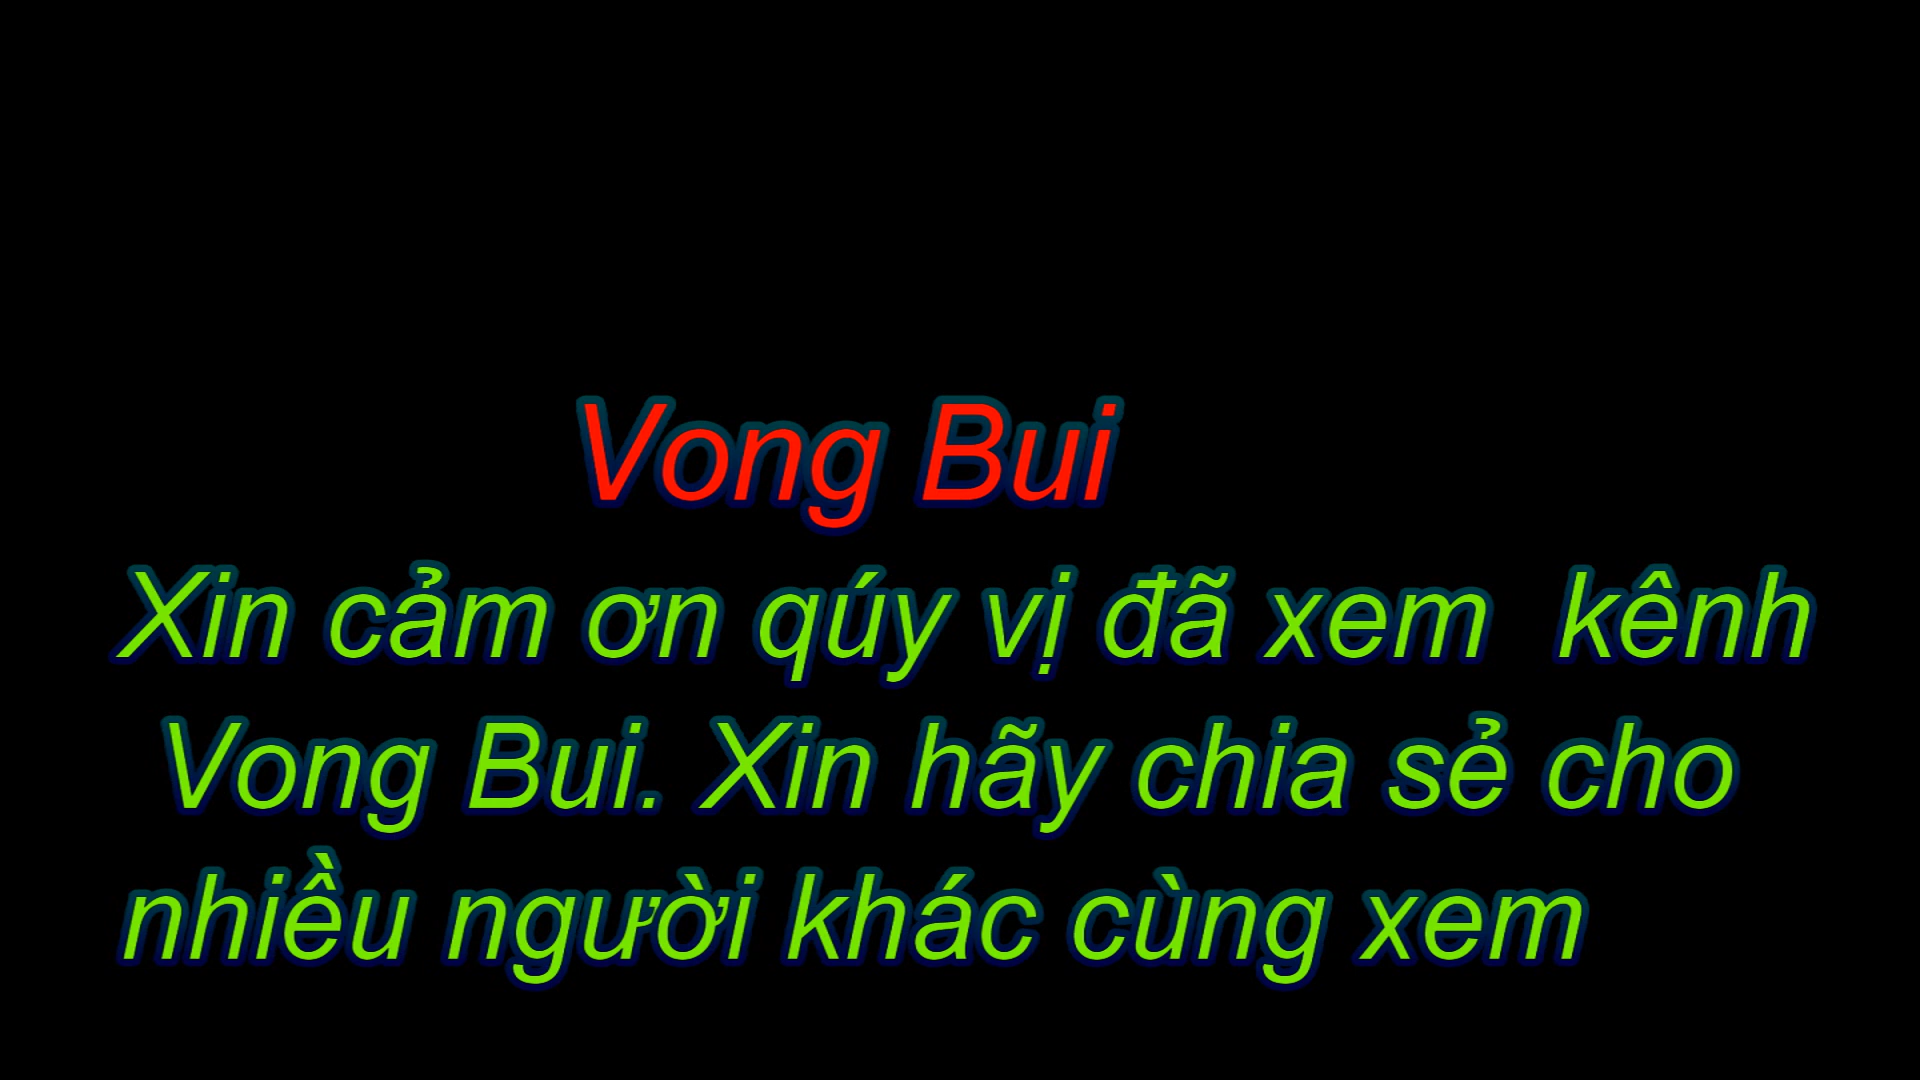 Vong Bui
Xin cảm ơn qúy vị đã xem  kênh
Vong Bui. Xin hãy chia sẻ cho
nhiều người khác cùng xem